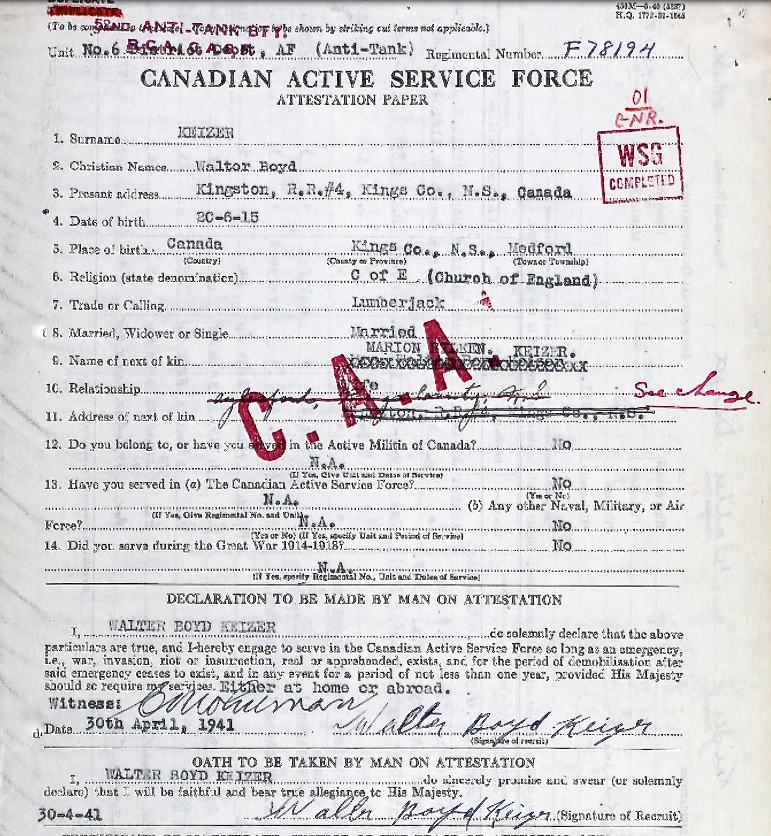 DUPLICATE
TRIPLICATE
450M-5-40 (5287)
H.Q. 1772-31-1645
(To be comp to be shown by striking out terms not applicable.)
52ND. ANTI-TANK BTY.
R.C.A. C.A.S.F.
Unit No.6 District Depot, AF (Anti-Tank) Regimental Number F78194
CANADIAN ACTIVE SERVICE FORCE
ATTESTATION PAPER
01
ENR.
WSG
COMPLETED
1. Surname KEIZER
2. Christian Names Walter Boyd
3. Present address Kingston, R.R.#4, Kings Co., N.S., Canada
4. Date of birth 20-6-15
5. Place of birth Canada Kings Co., N.S., Medford
(Country) (County or Province) (Town or Township)
6. Religion (state denomination) C of E (Church of England)
7. Trade or Calling Lumberjack
8. Married, Widower or Single Married
9. Name of next of kin MARION KEIZER.
10. Relationship Wife
See change.
11. Address of next of kin Kingston, R.R.#4, Kings Co., N.S.
C.A.A.
12. Do you belong to, or have you served in the Active Militia of Canada? No
N.A.
(If Yes, Give Unit and Dates of Service)
13. Have you served in (a) The Canadian Active Service Force? No
(Yes or No)
N.A. (b) Any other Naval, Military, or Air
(If Yes, Give Regimental No. and Unit)
Force? N.A. No
(Yes or No) (If Yes, specify Unit and Period of Service)
14. Did you serve during the Great War 1914-1918? No
N.A.
(If Yes, specify Regimental No., Unit and Dates of Service)
DECLARATION TO BE MADE BY MAN ON ATTESTATION
I, WALTER BOYD KEIZER do solemnly declare that the above
particulars are true, and I hereby engage to serve in the Canadian Active Service Force so long as an emergency,
i.e., war, invasion, riot or insurrection, real or apprehended, exists, and for the period of demobilization after
said emergency ceases to exist, and in any event for a period of not less than one year, provided His Majesty
should so require my services. Either at home or abroad.
Witness:
d. Date 30th April, 1941 Walter Boyd Keizer
(Signature of recruit)
OATH TO BE TAKEN BY MAN ON ATTESTATION
I, WALTER BOYD KEIZER do sincerely promise and swear (or solemnly
declare) that I will be faithful and bear true allegiance to His Majesty.
30-4-41 Walter Boyd Keizer (Signature of Recruit)